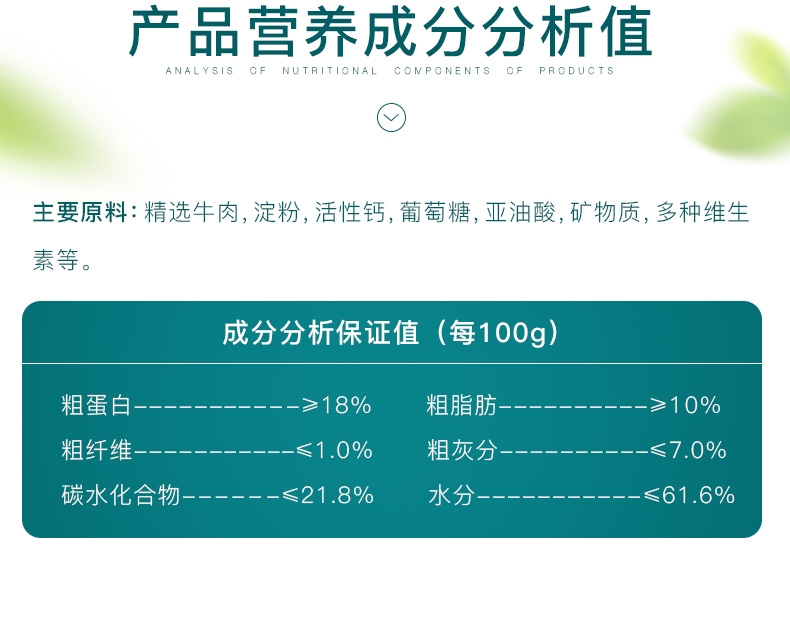 产品营养成分分析值
ANALYSIS OF NUTRITIONAL COMPONENTS OF PRODUCTS
主要原料：精选牛肉，淀粉，活性钙，葡萄糖，亚油酸，矿物质，多种维生
素等。
成分分析保证值（每100g）
粗蛋白-----------≥18% 粗脂肪----------≥10%
粗纤维-----------≤1.0% 粗灰分----------≤7.0%
碳水化合物------≤21.8% 水分-----------≤61.6%